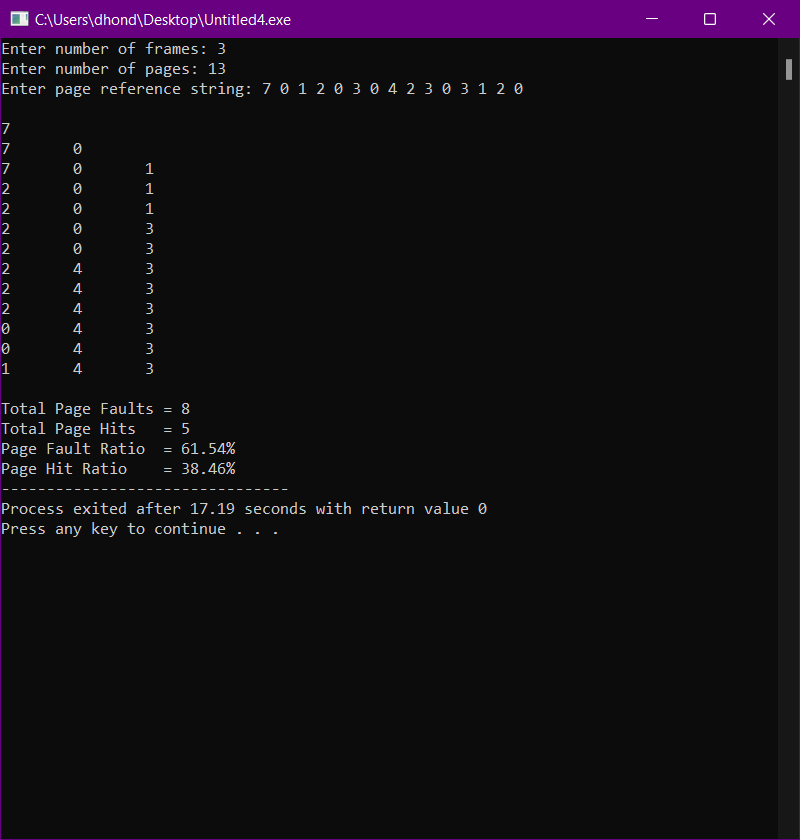 C:\Users\dhond\Desktop\Untitled4.exe
Enter number of frames: 3
Enter number of pages: 13
Enter page reference string: 7 0 1 2 0 3 0 4 2 3 0 3 1 2 0
7
7 0
7 0 1
2 0 1
2 0 1
2 0 3
2 0 3
2 4 3
2 4 3
2 4 3
0 4 3
0 4 3
1 4 3
Total Page Faults = 8
Total Page Hits   = 5
Page Fault Ratio  = 61.54%
Page Hit Ratio    = 38.46%
--------------------------------
Process exited after 17.19 seconds with return value 0
Press any key to continue . . .